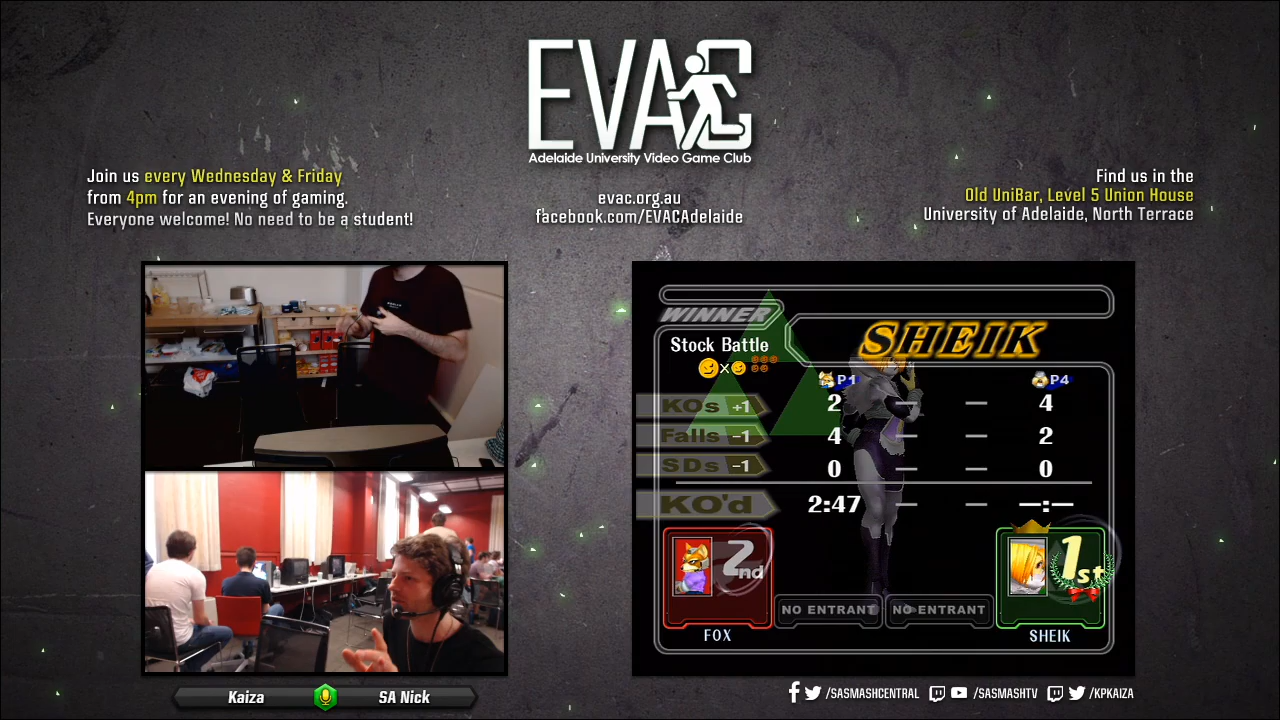 EVAC
Adelaide University Video Game Club
Join us every Wednesday & Friday
from 4pm for an evening of gaming.
Everyone welcome! No need to be a student!
evac.org.au
facebook.com/EVACAdelaide
Find us in the
Old UniBar, Level 5 Union House
University of Adelaide, North Terrace
WINNER
SHEIK
Stock Battle
x
P1 P4
KOs +1 2 — — 4
Falls -1 4 — — 2
SDs -1 0 — — 0
KO'd 2:47 — — —:—
2nd
1st
NO ENTRANT NO ENTRANT
FOX SHEIK
Kaiza SA Nick
/SASMASHCENTRAL /SASMASHTV /KPKAIZA